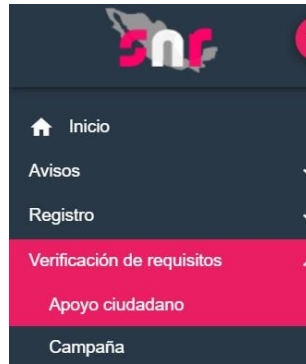 snr
Inicio
Avisos
Registro
Verificación de requisitos
Apoyo ciudadano
Campaña